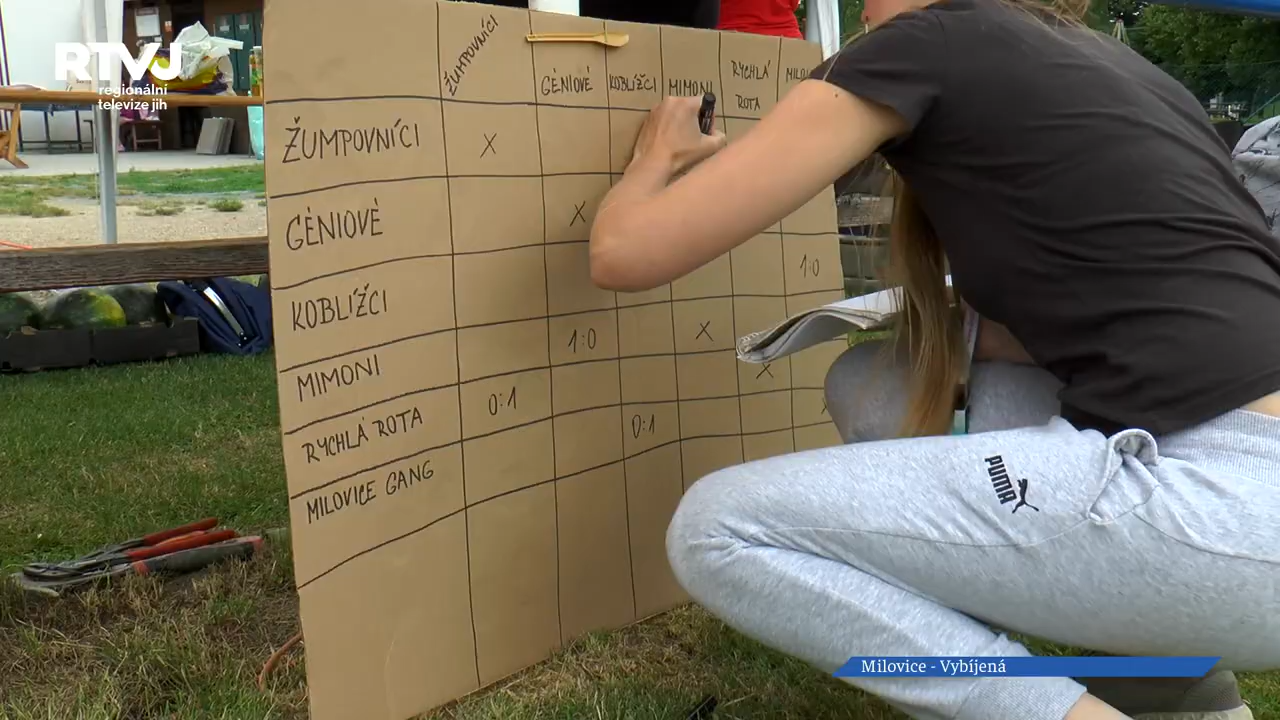 RTVJ
regionální
televize jih
ŽUMPOVNÍCI
GÉNIOVÉ
KOBLÍŽCI
MIMONI
RYCHLÁ
ROTA
ŽUMPOVNÍCI
X
GÉNIOVÉ
X
KOBLÍŽCI
1:0
MIMONI
1:0
X
RYCHLÁ ROTA
0:1
X
MILOVICE GANG
0:1
PUMA
Milovice - Vybíjená